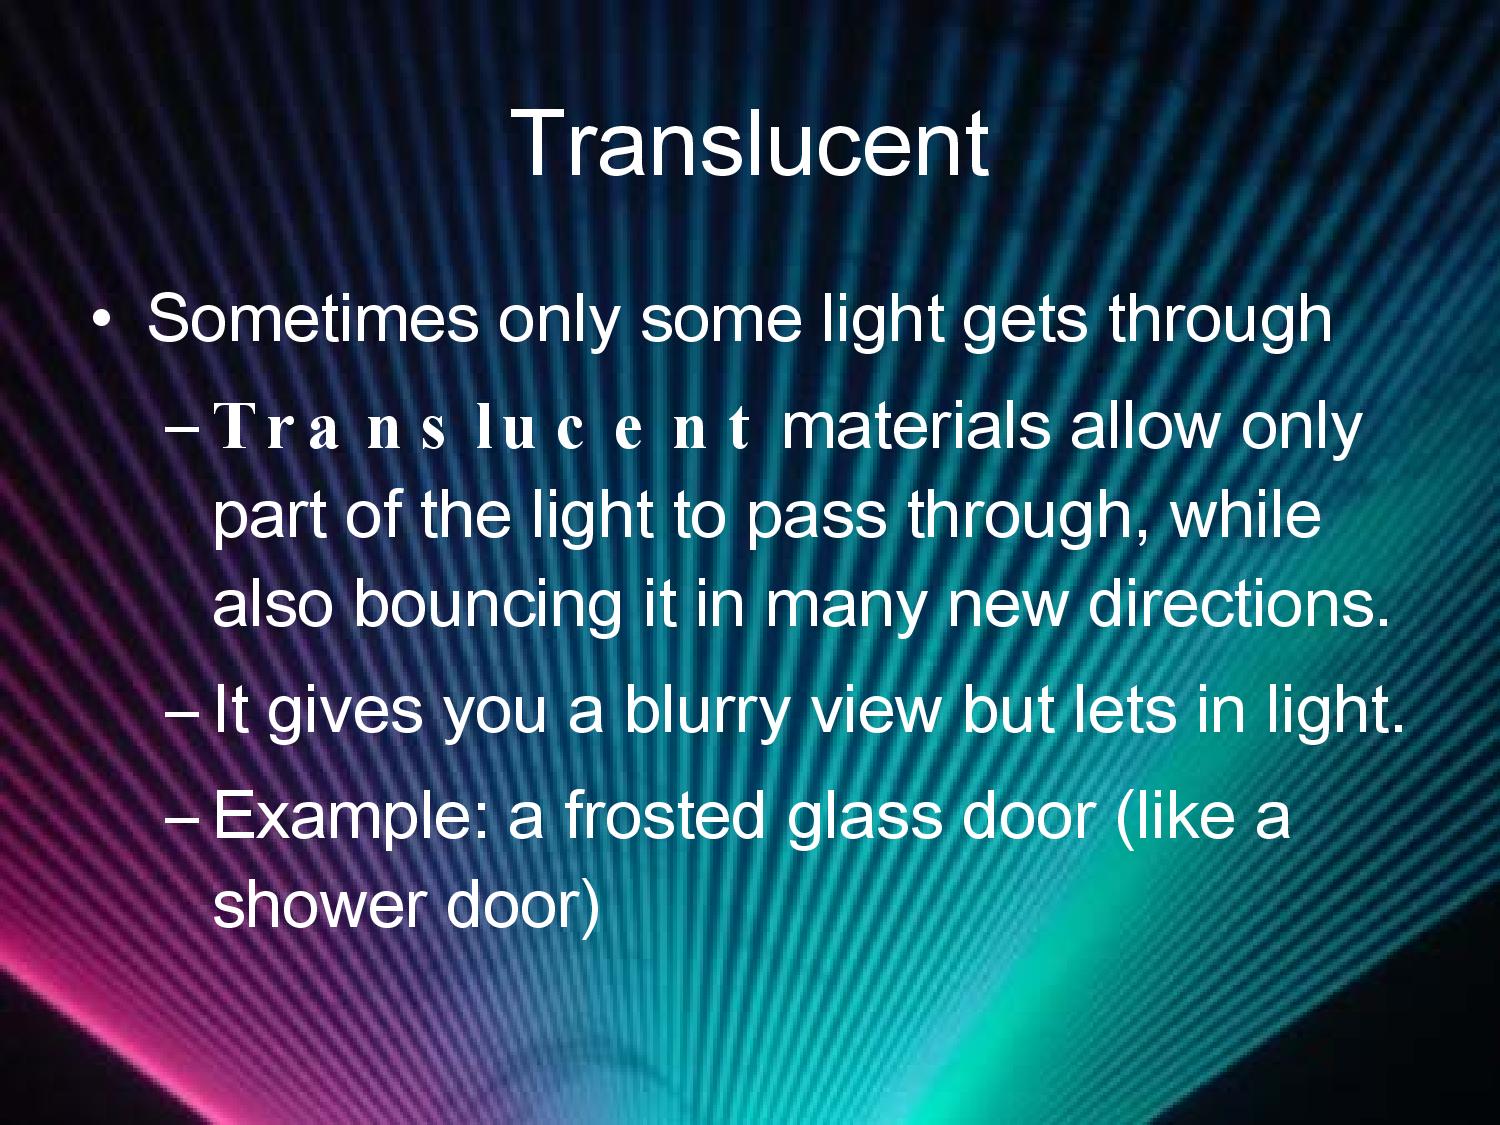 Translucent
• Sometimes only some light gets through
– Translucent materials allow only
part of the light to pass through, while
also bouncing it in many new directions.
– It gives you a blurry view but lets in light.
– Example: a frosted glass door (like a
shower door)